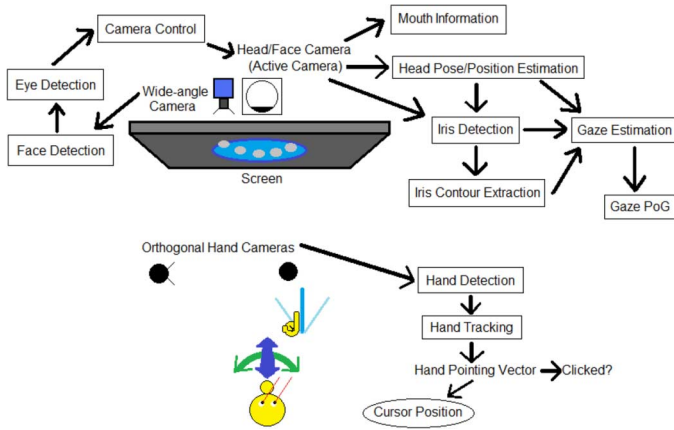 Camera Control
Mouth Information
Head/Face Camera
(Active Camera)
Head Pose/Position Estimation
Eye Detection
Wide-angle
Camera
Iris Detection
Gaze Estimation
Face Detection
Screen
Iris Contour Extraction
Gaze PoG
Orthogonal Hand Cameras
Hand Detection
Hand Tracking
Hand Pointing Vector
Clicked?
Cursor Position